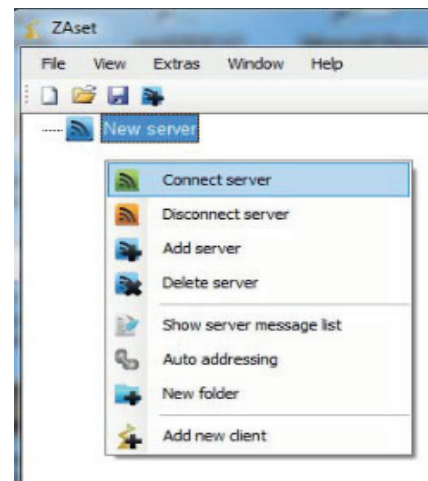 ZAset
File View Extras Window Help
New server
Connect server
Disconnect server
Add server
Delete server
Show server message list
Auto addressing
New folder
Add new client